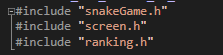 #include "snakeGame.h"
#include "screen.h"
#include "ranking.h"